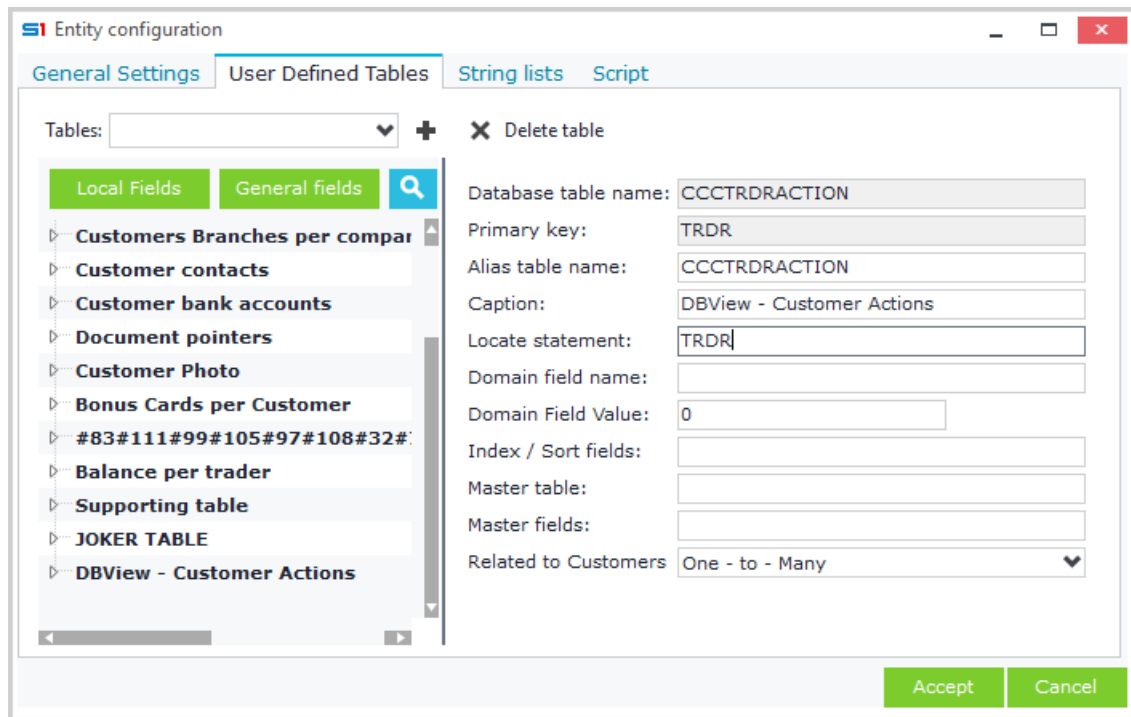 S1 Entity configuration
General Settings User Defined Tables String lists Script
Tables: Delete table
Local Fields General fields
Customers Branches per compar
Customer contacts
Customer bank accounts
Document pointers
Customer Photo
Bonus Cards per Customer
#83#111#99#105#97#108#32#
Balance per trader
Supporting table
JOKER TABLE
DBView - Customer Actions
Database table name: CCCTRDRACTION
Primary key: TRDR
Alias table name: CCCTRDRACTION
Caption: DBView - Customer Actions
Locate statement: TRDR
Domain field name:
Domain Field Value: 0
Index / Sort fields:
Master table:
Master fields:
Related to Customers One - to - Many
Accept Cancel